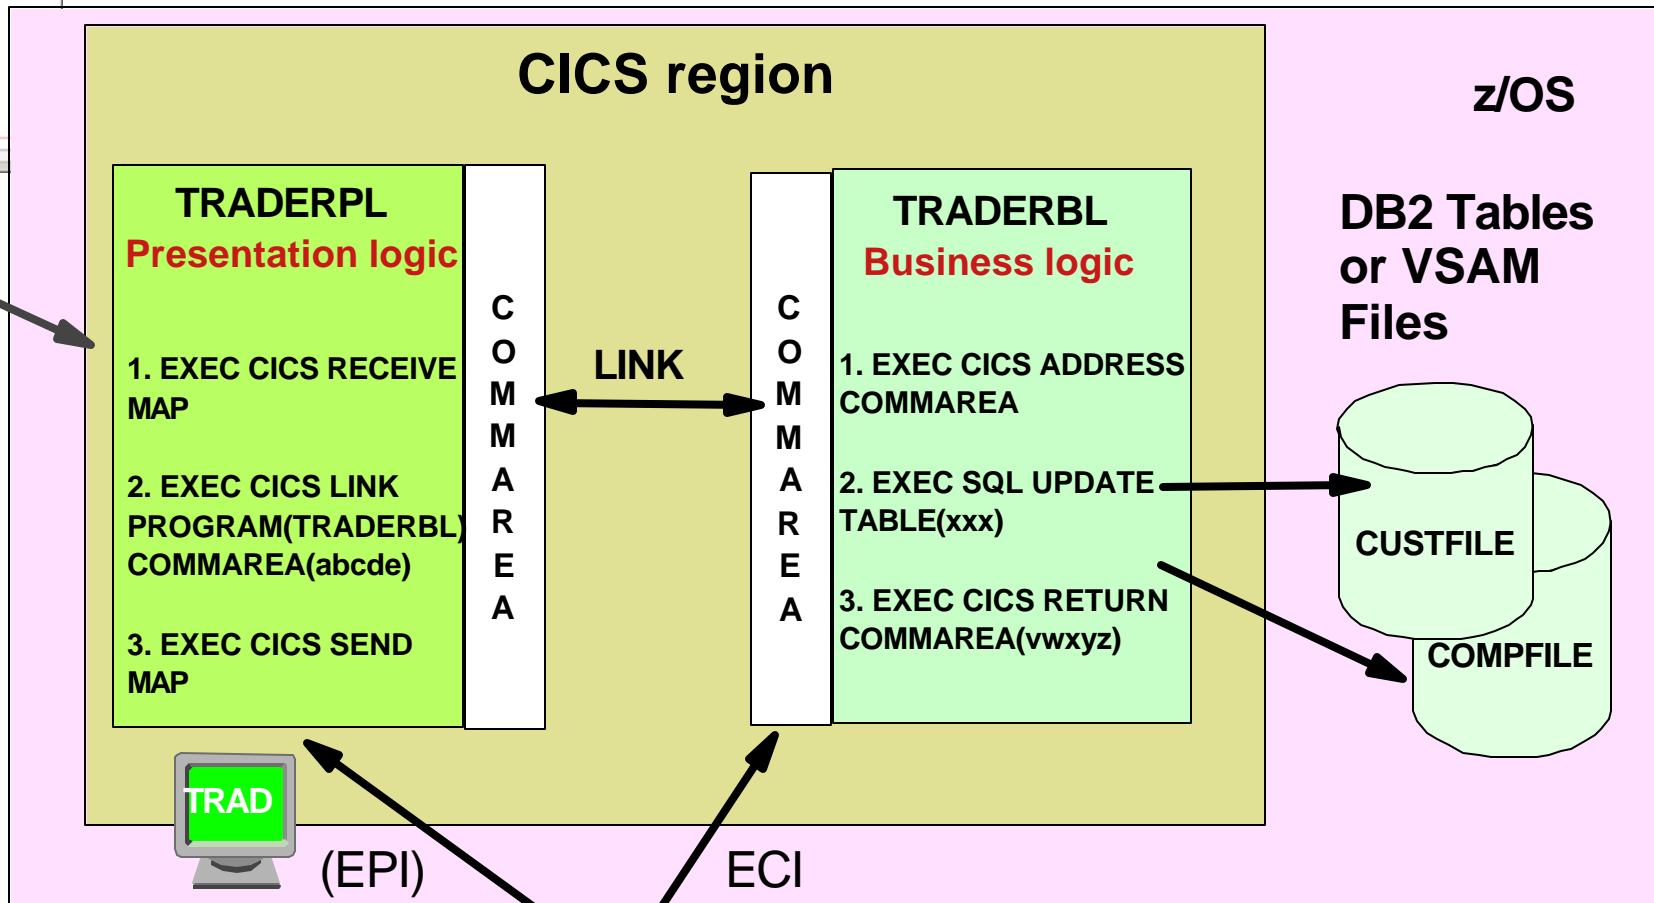 CICS region
z/OS
TRADERPL
Presentation logic
1. EXEC CICS RECEIVE
MAP
2. EXEC CICS LINK
PROGRAM(TRADERBL)
COMMAREA(abcde)
3. EXEC CICS SEND
MAP
C
O
M
M
A
R
E
A
LINK
C
O
M
M
A
R
E
A
TRADERBL
Business logic
1. EXEC CICS ADDRESS
COMMAREA
2. EXEC SQL UPDATE
TABLE(xxx)
3. EXEC CICS RETURN
COMMAREA(vwxyz)
DB2 Tables
or VSAM
Files
CUSTFILE
COMPFILE
TRAD
(EPI)
ECI